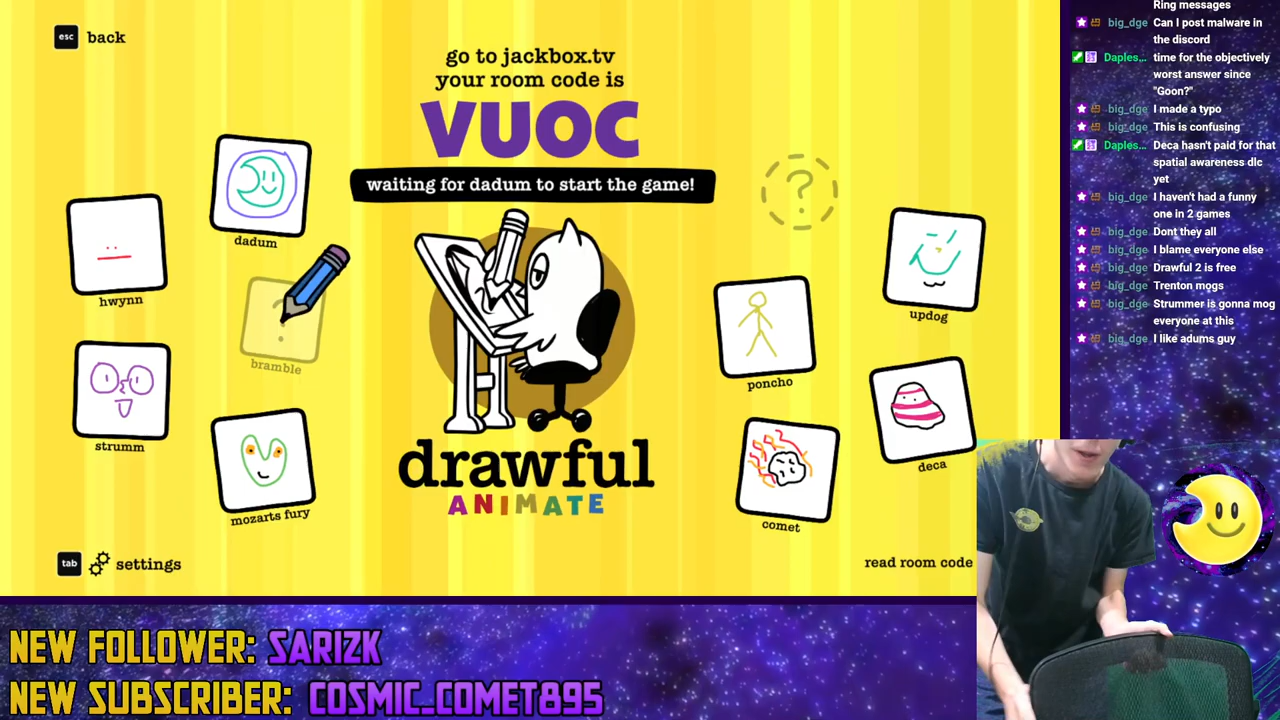 esc back
go to jackbox.tv
your room code is
VUOC
waiting for dadum to start the game!
dadum
hwynn
bramble
strumm
mozarts fury
updog
poncho
deca
comet
drawful
ANIMATE
tab settings
read room code
NEW FOLLOWER: SARIZK
NEW SUBSCRIBER: COSMIC_COMET895
Ring messages
big_dge Can I post malware in
the discord
Daples... time for the objectively
worst answer since
"Goon?"
big_dge I made a typo
big_dge This is confusing
Daples... Deca hasn't paid for that
spatial awareness dlc
yet
big_dge I haven't had a funny
one in 2 games
big_dge Dont they all
big_dge I blame everyone else
big_dge Drawful 2 is free
big_dge Trenton mogs
big_dge Strummer is gonna mog
everyone at this
big_dge I like adums guy